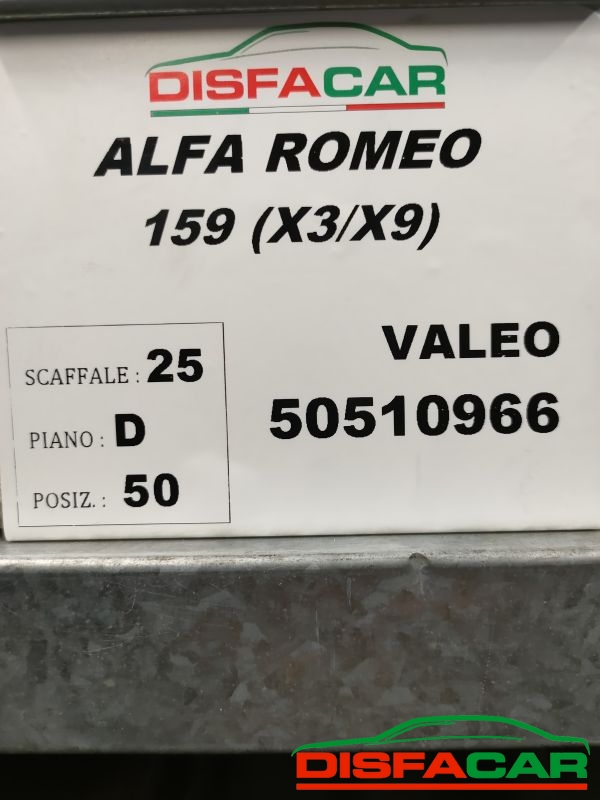 DISFACAR
ALFA ROMEO
159 (X3/X9)
SCAFFALE : 25
PIANO : D
POSIZ. : 50
VALEO
50510966
DISFACAR